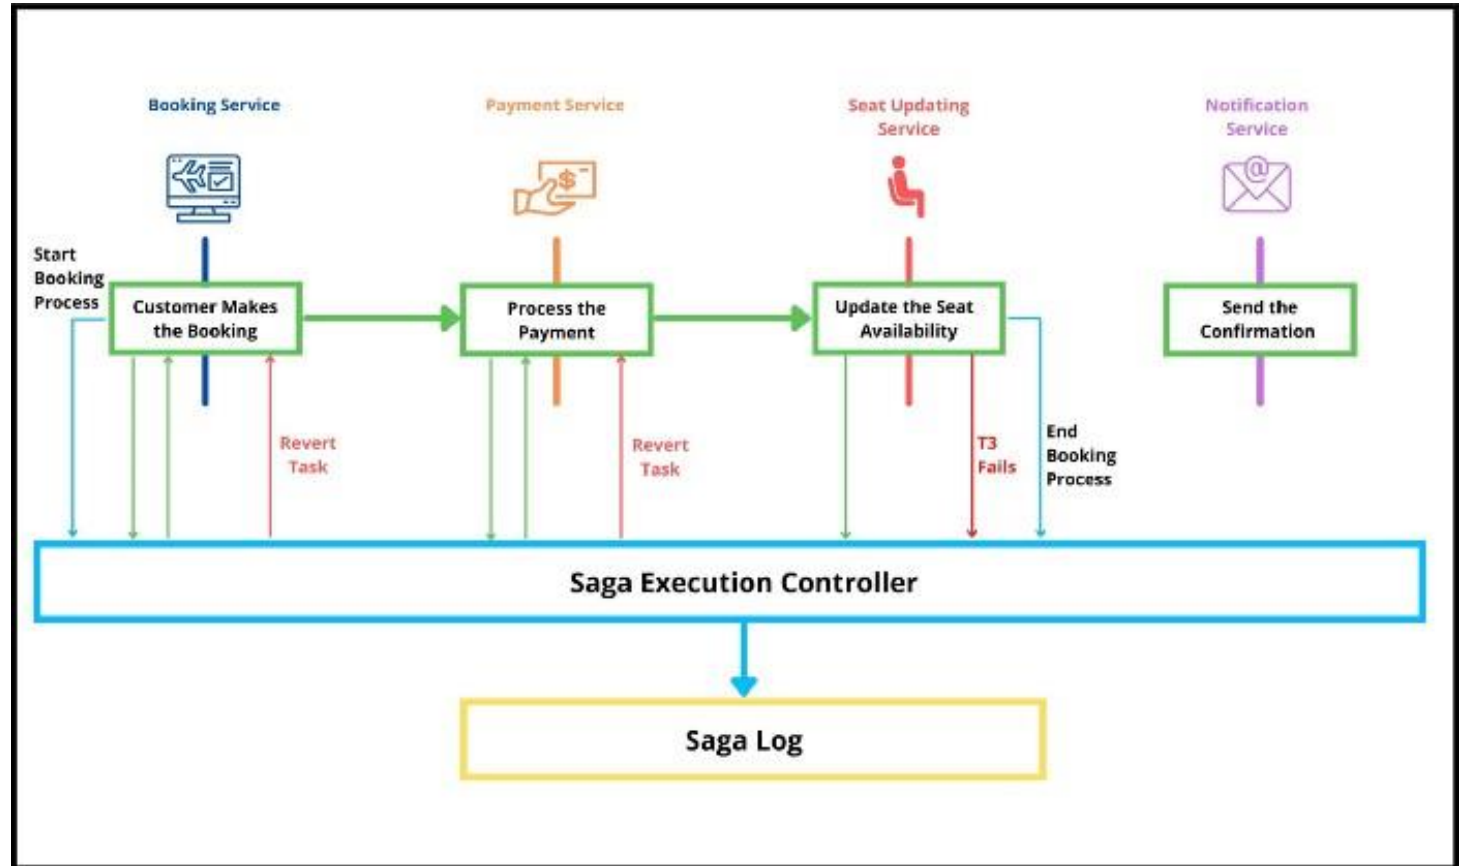 Booking Service
Payment Service
Seat Updating
Service
Notification
Service
@
$
Start
Booking
Process
Customer Makes
the Booking
Process the
Payment
Update the Seat
Availability
Send the
Confirmation
Revert
Task
Revert
Task
T3
Fails
End
Booking
Process
Saga Execution Controller
Saga Log